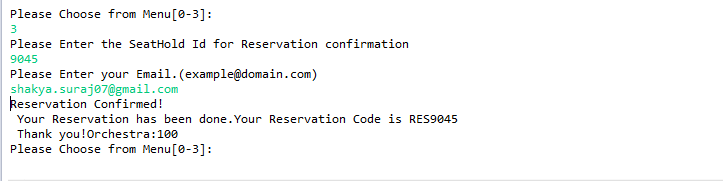 Please Choose from Menu[0-3]:
3
Please Enter the SeatHold Id for Reservation confirmation
9045
Please Enter your Email.(example@domain.com)
shakya.suraj07@gmail.com
Reservation Confirmed!
Your Reservation has been done.Your Reservation Code is RES9045
Thank you!Orchestra:100
Please Choose from Menu[0-3]: